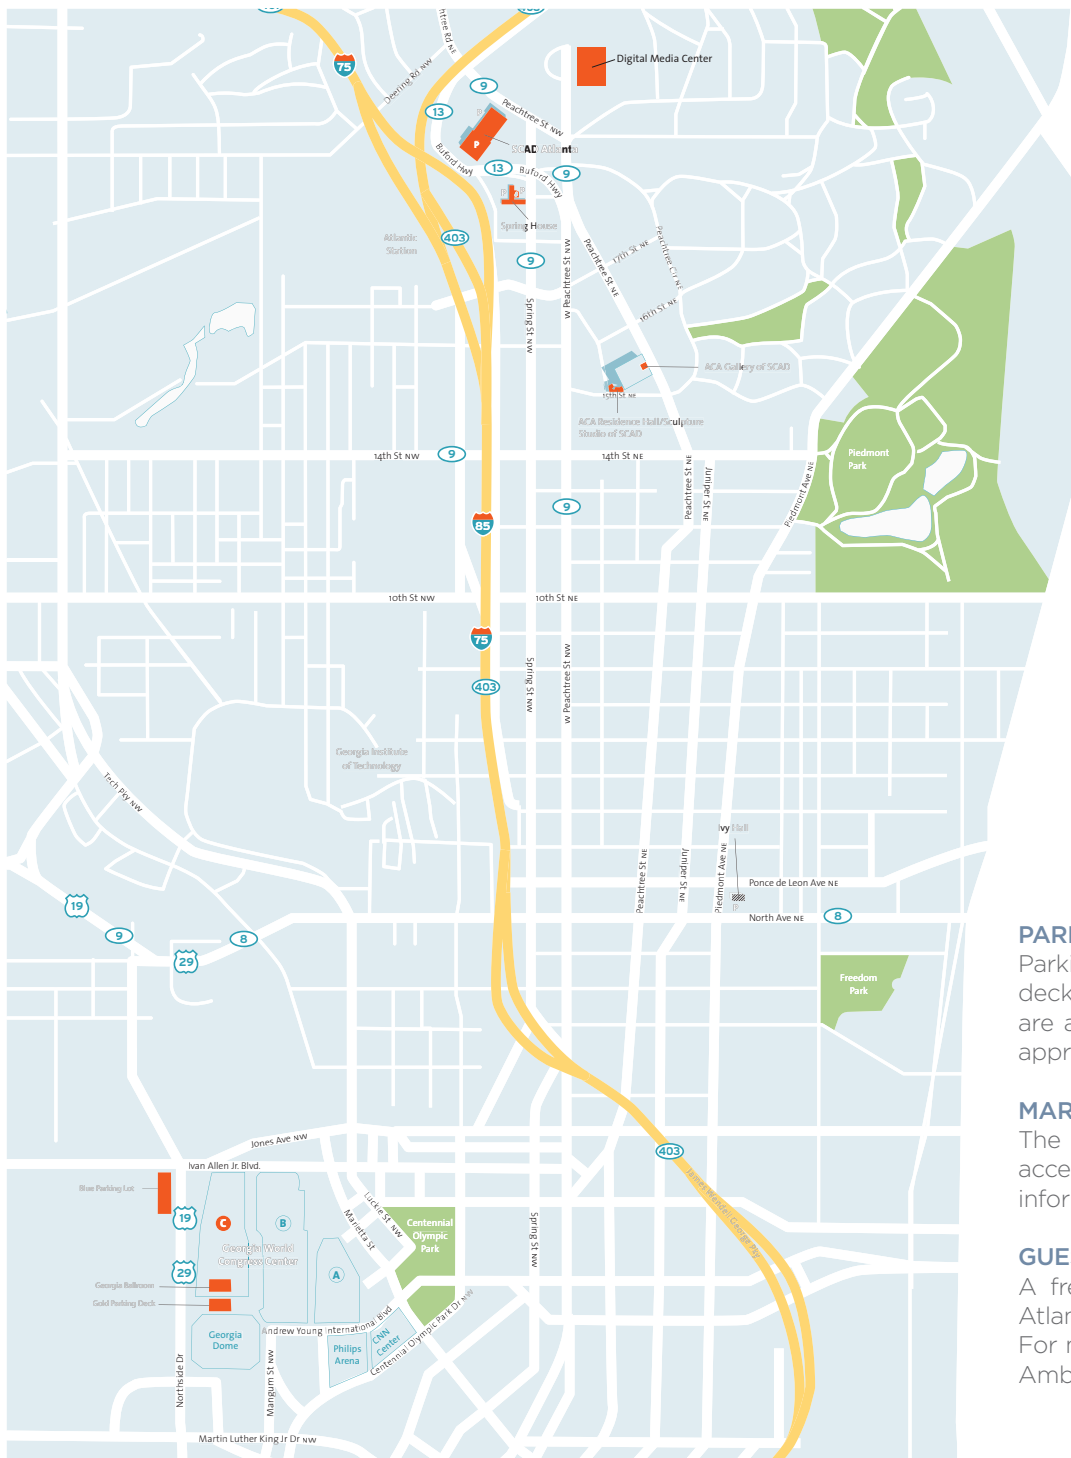 75
Deering Rd NW
9
13
Digital Media Center
Peachtree St NW
P
SCAD Atlanta
Buford Hwy
13
Buford Hwy
9
Spring House
Atlantic
Station
403
9
Peachtree St NE
17th St NE
Peachtree Cir NE
16th St NE
W Peachtree St NW
Spring St NW
ACA Gallery of SCAD
15th St NE
ACA Residence Hall/Sculpture
Studio of SCAD
14th St NW
9
14th St NE
Peachtree St NE
Juniper St NE
Piedmont Ave NE
Piedmont
Park
9
85
10th St NW
10th St NE
75
403
Spring St NW
W Peachtree St NW
Georgia Institute
of Technology
Tech Pky NW
Ivy Hall
Peachtree St NE
Juniper St NE
Piedmont Ave NE
Ponce de Leon Ave NE
P
North Ave NE
8
19
9
8
29
Freedom
Park
PARK
Parki
deck
are a
appr
MAR
The
acce
infor
GUE
A fre
Atlan
For m
Amb
Jones Ave NW
Ivan Allen Jr. Blvd.
403
James Wendell George Pky
Blue Parking Lot
19
C
B
A
Georgia World
Congress Center
29
Georgia Ballroom
Gold Parking Deck
Luckie St NW
Marietta St
Centennial
Olympic
Park
Spring St NW
Georgia
Dome
Andrew Young International Blvd
Philips
Arena
CNN
Center
Centennial Olympic Park Dr NW
Northside Dr
Mangum St NW
Martin Luther King Jr Dr NW